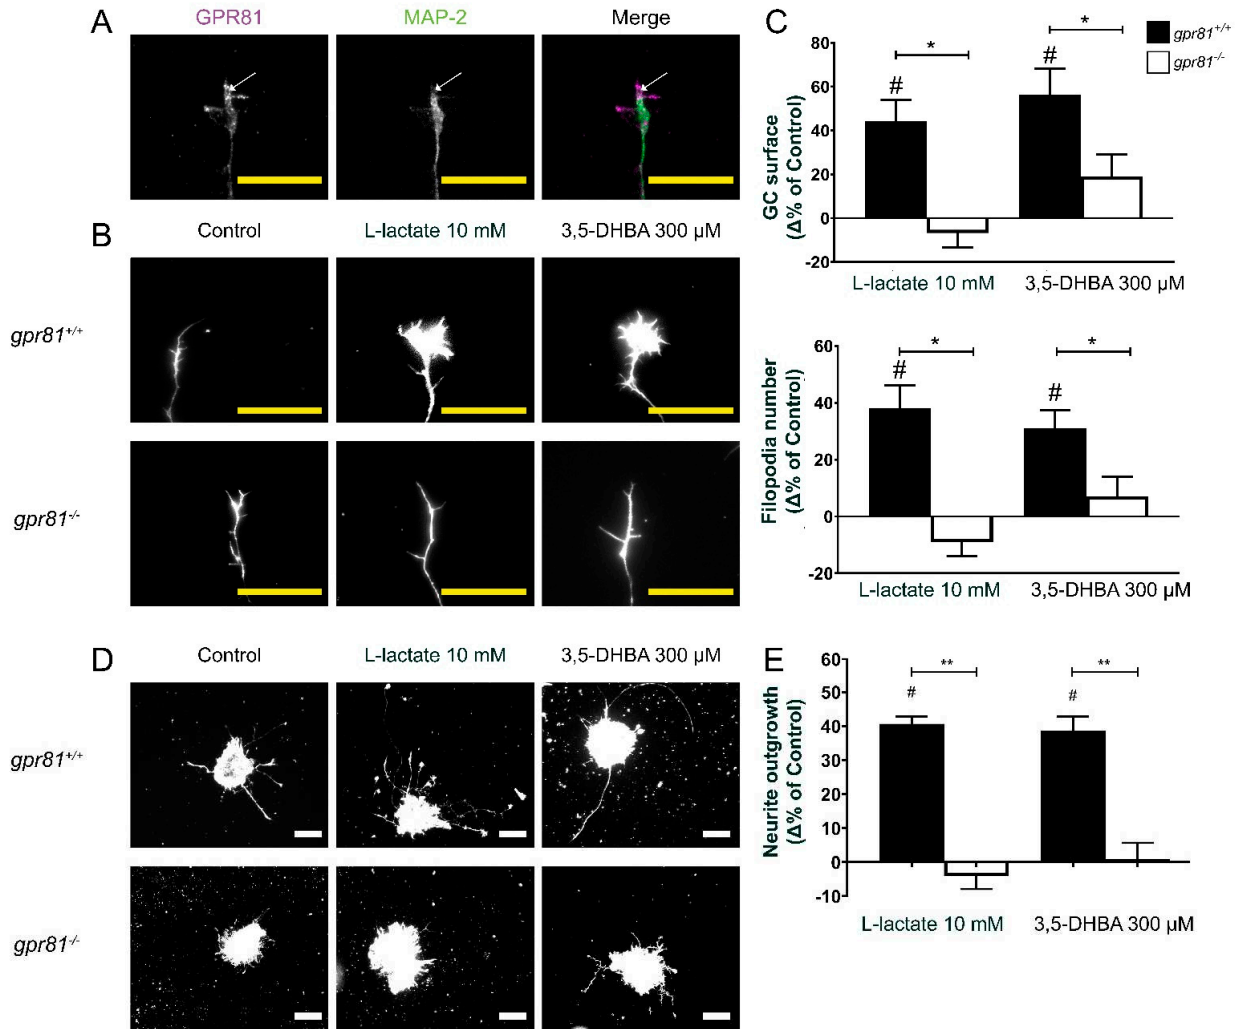 A
GPR81
MAP-2
Merge
B
Control
L-lactate 10 mM
3,5-DHBA 300 µM
gpr81+/+
gpr81-/-
C
gpr81+/+
gpr81-/-
GC surface
(Δ% of Control)
80
60
40
20
0
-20
#
*
#
*
L-lactate 10 mM
3,5-DHBA 300 µM
Filopodia number
(Δ% of Control)
60
40
20
0
-20
#
*
#
*
L-lactate 10 mM
3,5-DHBA 300 µM
D
Control
L-lactate 10 mM
3,5-DHBA 300 µM
gpr81+/+
gpr81-/-
E
Neurite outgrowth
(Δ% of Control)
60
50
40
30
20
10
0
-10
#
**
#
**
L-lactate 10 mM
3,5-DHBA 300 µM